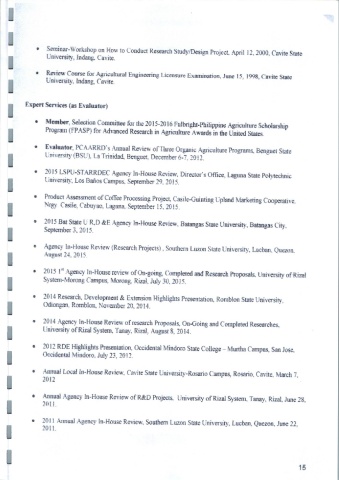 • Seminar-Workshop on How to Conduct Research Study/Design Project, April 12, 2000, Cavite State
University, Indang, Cavite.
• Review Course for Agricultural Engineering Licensure Examination, June 15, 1998, Cavite State
University, Indang, Cavite.
Expert Services (as Evaluator)
• Member, Selection Committee for the 2015-2016 Fulbright-Philippine Agriculture Scholarship
Program (FPASP) for Advanced Research in Agriculture Awards in the United States.
• Evaluator, PCAARRD's Annual Review of Three Organic Agriculture Programs, Benguet State
University (BSU), La Trinidad, Benguet, December 6-7, 2012.
• 2015 LSPU-STARRDEC Agency In-House Review, Director's Office, Laguna State Polytechnic
University, Los Baños Campus, September 29, 2015.
• Product Assessment of Coffee Processing Project, Casile-Guinting Upland Marketing Cooperative,
Brgy. Casile, Cabuyao, Laguna, September 15, 2015.
• 2015 Bat State U R,D &E Agency In-House Review, Batangas State University, Batangas City,
September 3, 2015.
• Agency In-House Review (Research Projects) , Southern Luzon State University, Lucban, Quezon,
August 24, 2015.
• 2015 1st Agency In-House review of On-going, Completed and Research Proposals, University of Rizal
System-Morong Campus, Morong, Rizal, July 30, 2015.
• 2014 Research, Development & Extension Highlights Presentation, Romblon State University,
Odiongan, Romblon, November 20, 2014.
• 2014 Agency In-House Review of research Proposals, On-Going and Completed Researches,
University of Rizal System, Tanay, Rizal, August 8, 2014.
• 2012 RDE Highlights Presentation, Occidental Mindoro State College – Murtha Campus, San Jose,
Occidental Mindoro, July 23, 2012.
• Annual Local In-House Review, Cavite State University-Rosario Campus, Rosario, Cavite, March 7,
2012
• Annual Agency In-House Review of R&D Projects, University of Rizal System, Tanay, Rizal, June 28,
2011.
• 2011 Annual Agency In-House Review, Southern Luzon State University, Lucban, Quezon, June 22,
2011.
15